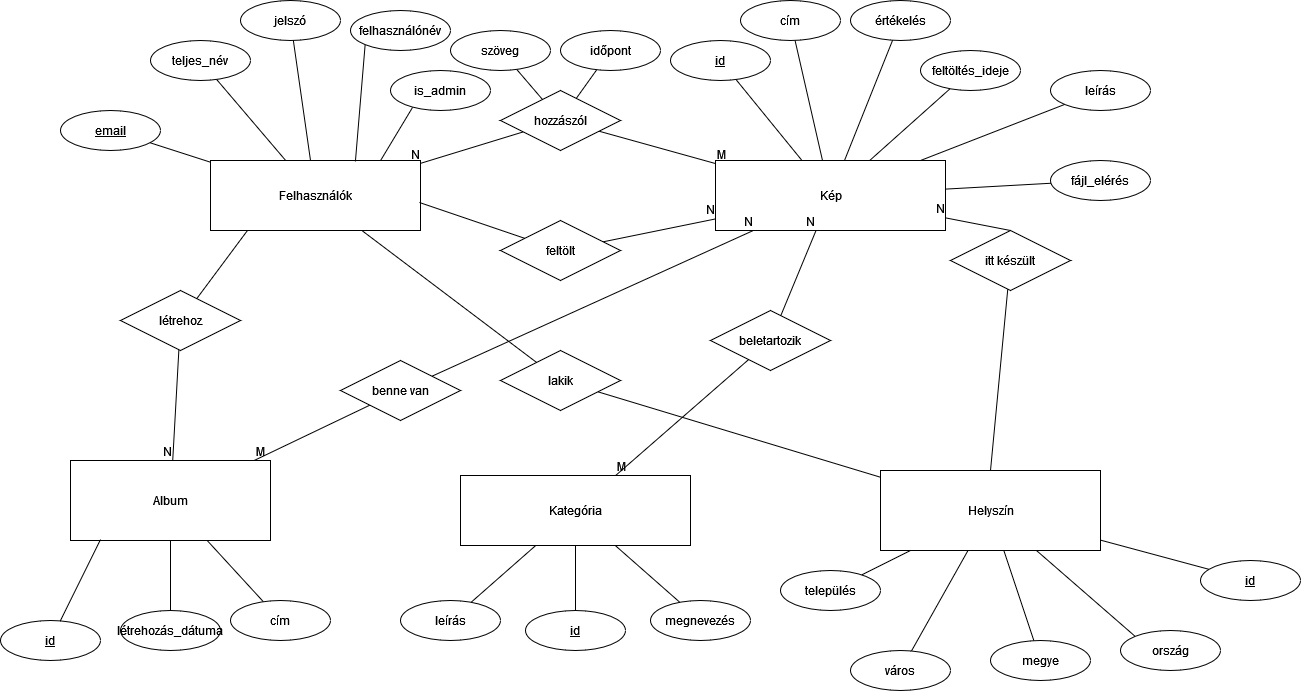 jelszó
cím
értékelés
felhasználónév
szöveg
időpont
teljes_név
id
feltöltés_ideje
is_admin
leírás
hozzászól
email
N
M
fájl_elérés
Felhasználók
Kép
N
N
N
N
feltölt
itt készült
létrehoz
beletartozik
benne van
lakik
N
M
M
Album
Kategória
Helyszín
id
település
leírás
cím
megnevezés
létrehozás_dátuma
id
id
ország
megye
város